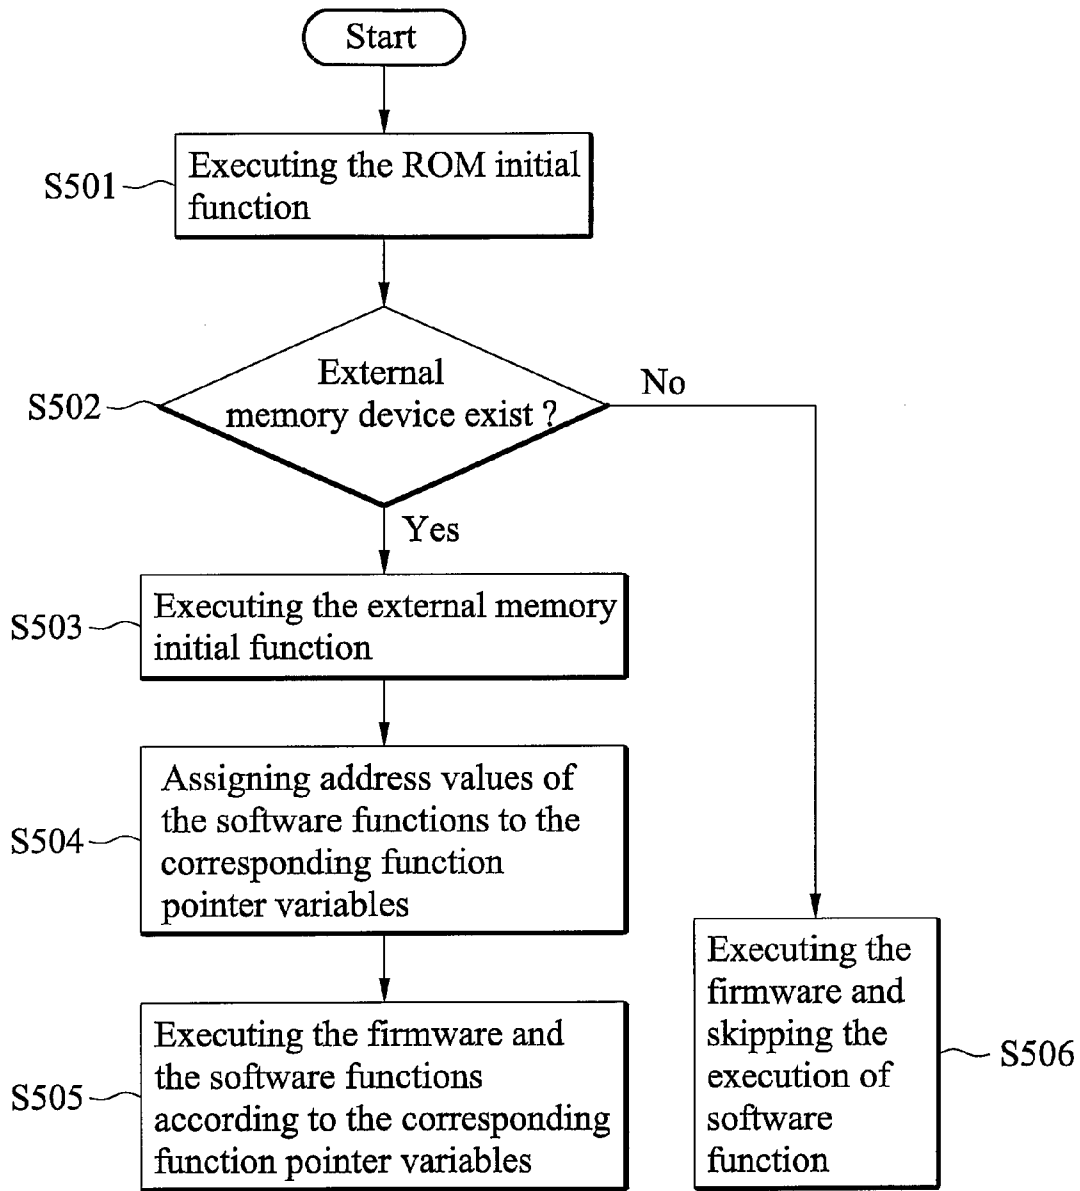 Start
S501
Executing the ROM initial
function
S502
External
memory device exist ?
No
Yes
S503
Executing the external memory
initial function
S504
Assigning address values of
the software functions to the
corresponding function
pointer variables
S505
Executing the firmware and
the software functions
according to the corresponding
function pointer variables
Executing the
firmware and
skipping the
execution of
software
function
S506